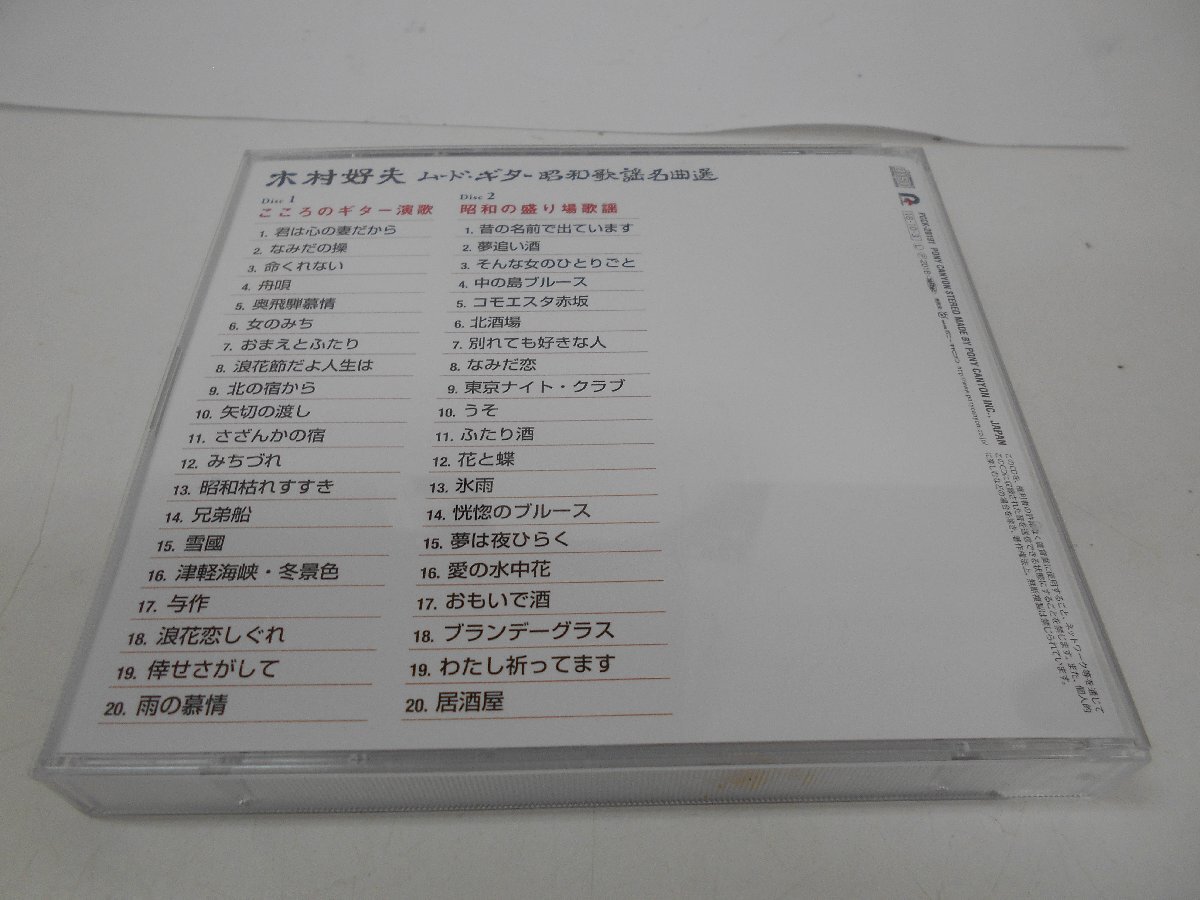 木村好夫 ムード・ギター昭和歌謡名曲選
Disc 1
こころのギター演歌
1. 君は心の妻だから
2. なみだの操
3. 命くれない
4. 舟唄
5. 奥飛騨慕情
6. 女のみち
7. おまえとふたり
8. 浪花節だよ人生は
9. 北の宿から
10. 矢切の渡し
11. さざんかの宿
12. みちづれ
13. 昭和枯れすすき
14. 兄弟船
15. 雪國
16. 津軽海峡・冬景色
17. 与作
18. 浪花恋しぐれ
19. 倖せさがして
20. 雨の慕情
Disc 2
昭和の盛り場歌謡
1. 昔の名前で出ています
2. 夢追い酒
3. そんな女のひとりごと
4. 中の島ブルース
5. コモエスタ赤坂
6. 北酒場
7. 別れても好きな人
8. なみだ恋
9. 東京ナイト・クラブ
10. うそ
11. ふたり酒
12. 花と蝶
13. 氷雨
14. 恍惚のブルース
15. 夢は夜ひらく
16. 愛の水中花
17. おもいで酒
18. ブランデーグラス
19. わたし祈ってます
20. 居酒屋
PONY CANYON STEREO MADE BY PONY CANYON INC., JAPAN